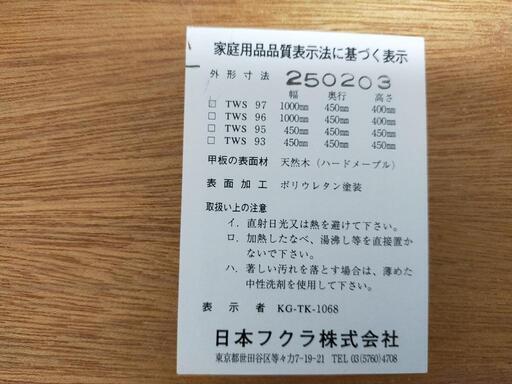 家庭用品品質表示法に基づく表示
外形寸法 250203
幅 奥行 高さ
□ TWS 97 1000㎜ 450㎜ 400㎜
□ TWS 96 1000㎜ 450㎜ 400㎜
□ TWS 95 450㎜ 450㎜ 450㎜
□ TWS 93 450㎜ 450㎜ 450㎜
甲板の表面材 天然木（ハードメープル）
表面加工 ポリウレタン塗装
取扱い上の注意
イ．直射日光又は熱を避けて下さい。
ロ．加熱したなべ、湯沸し等を直接置か
ないで下さい。
ハ．著しい汚れを落とす場合は、薄めた
中性洗剤を使用して下さい。
表示者 KG-TK-1068
日本フクラ株式会社
東京都世田谷区等々力7-19-21 TEL 03(5760)4708